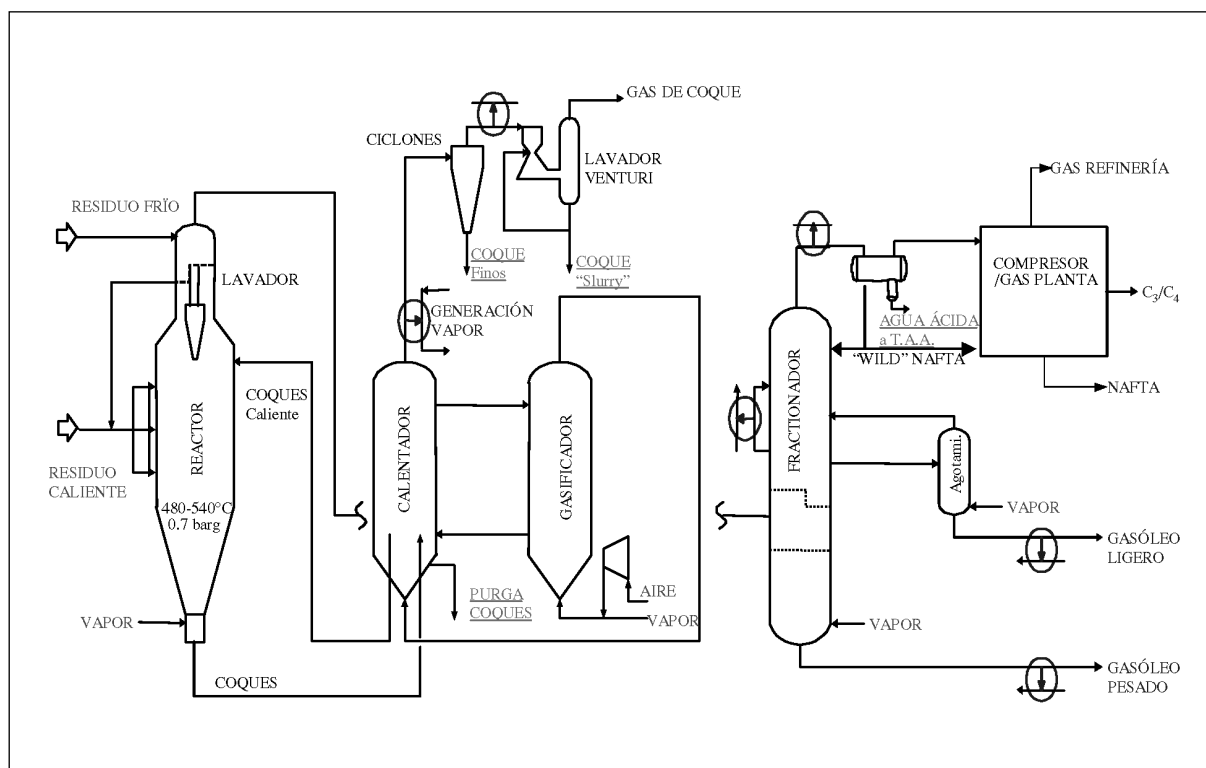 GAS DE COQUE
CICLONES
LAVADOR
VENTURI
RESIDUO FRÏO
LAVADOR
COQUE
Finos
COQUE
“Slurry”
GENERACIÓN
VAPOR
GAS REFINERÍA
COMPRESOR
/GAS PLANTA
C3/C4
AGUA ÁCIDA
a T.A.A.
“WILD” NAFTA
NAFTA
COQUES
Caliente
REACTOR
RESIDUO
CALIENTE
480-540°C
0.7 barg
CALENTADOR
GASIFICADOR
FRACTIONADOR
Agotami.
VAPOR
GASÓLEO
LIGERO
PURGA
COQUES
AIRE
VAPOR
VAPOR
VAPOR
COQUES
GASÓLEO
PESADO